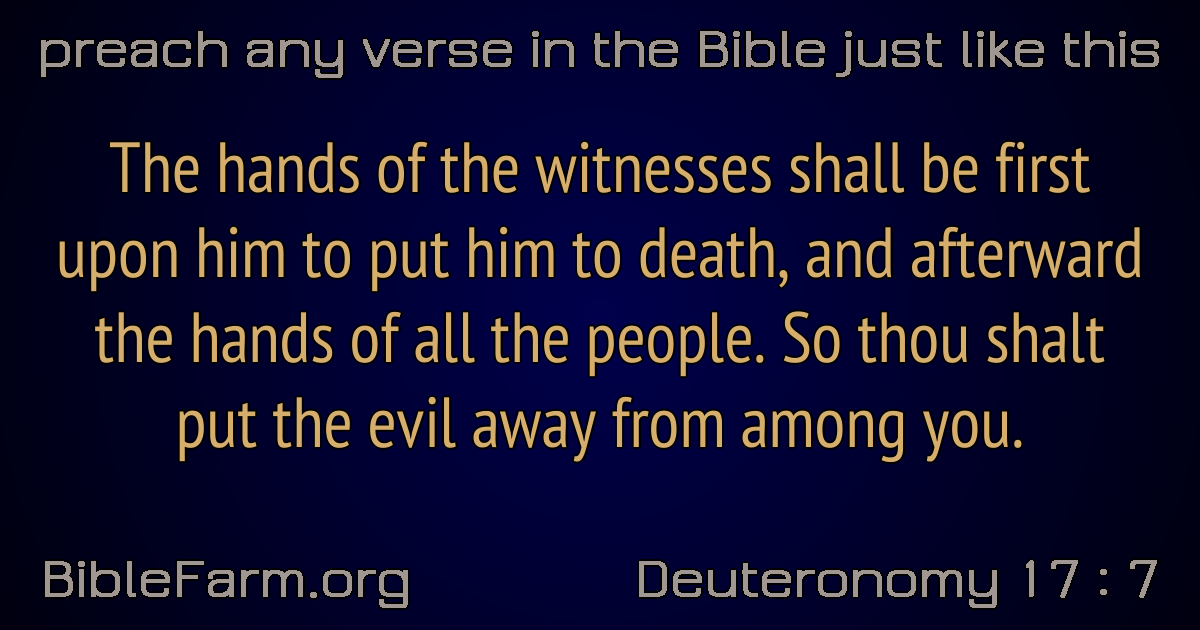 preach any verse in the Bible just like this
The hands of the witnesses shall be first
upon him to put him to death, and afterward
the hands of all the people. So thou shalt
put the evil away from among you.
BibleFarm.org
Deuteronomy 17 : 7